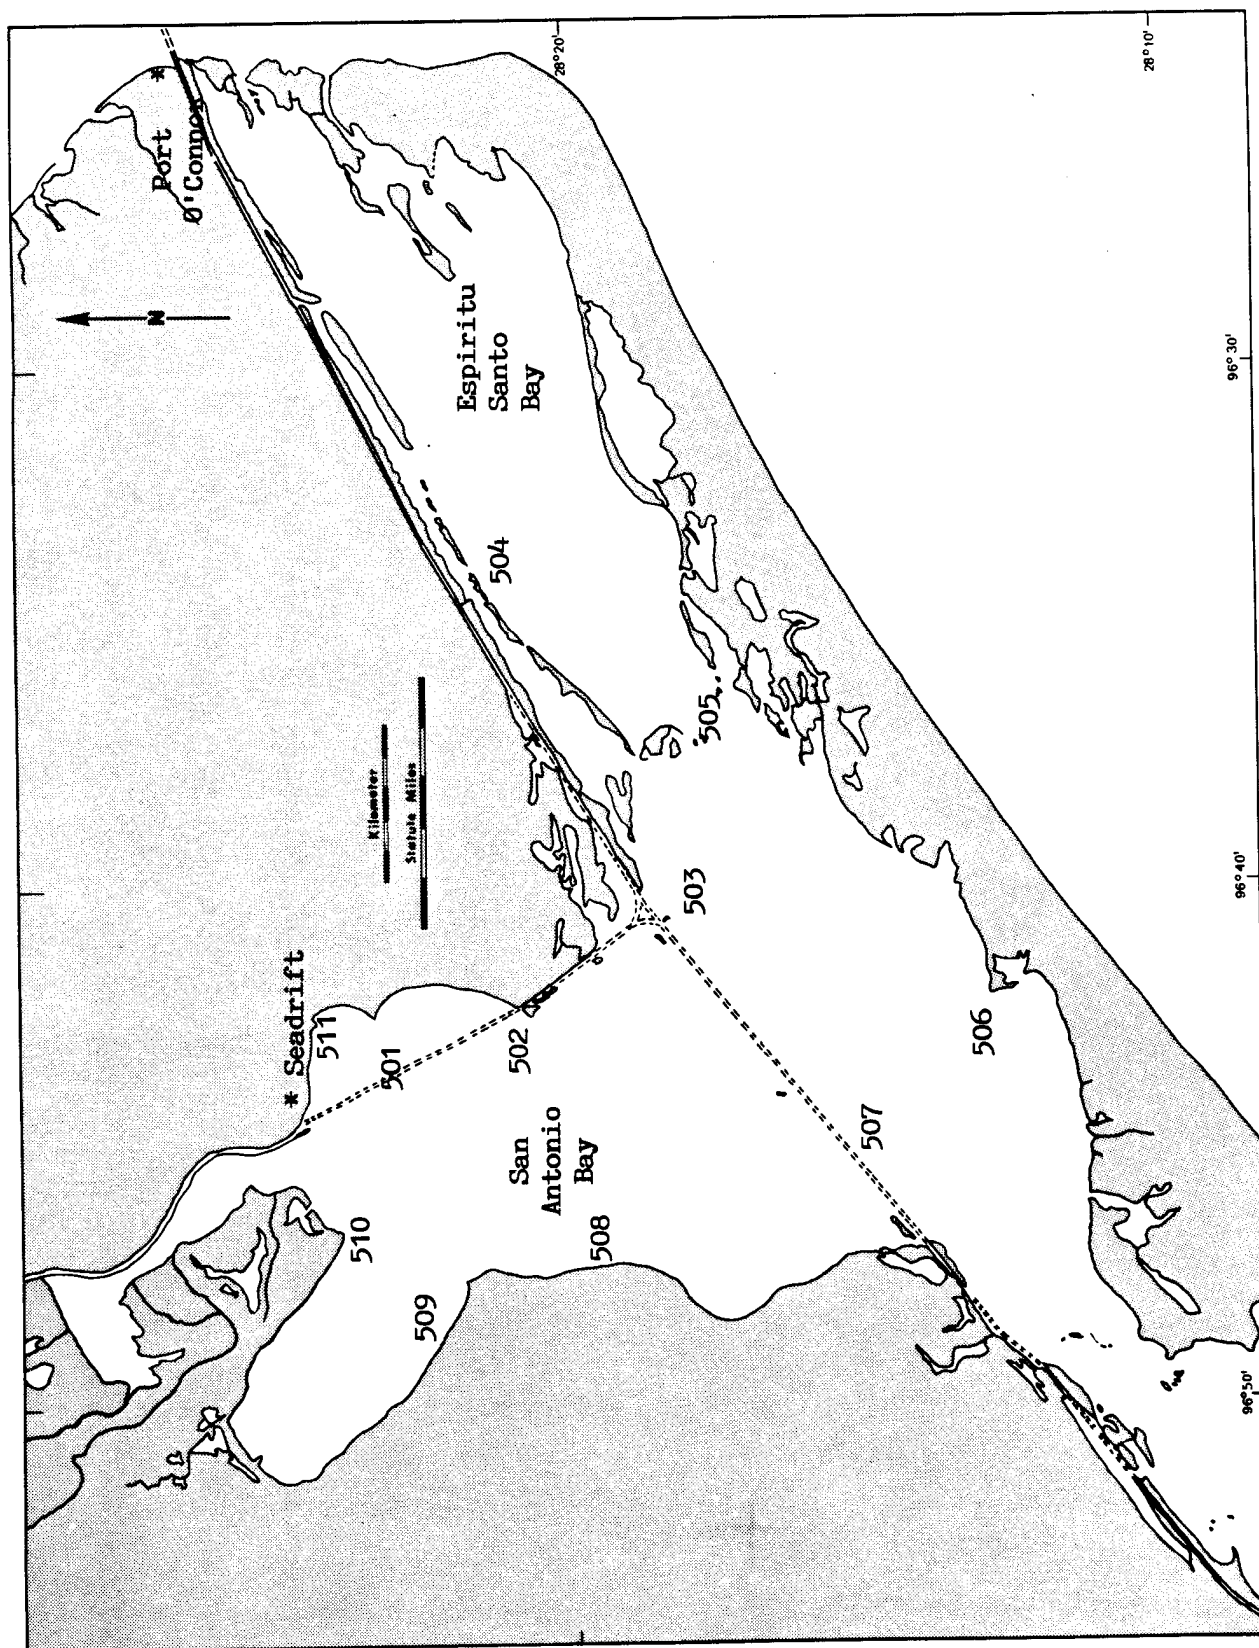 28°20'
28°10'
Port
O'Connor
N
Espiritu
Santo
Bay
96°30'
504
Kilometer
Statute Miles
505
503
96°40'
* Seadrift
511
501
502
506
San
Antonio
Bay
507
510
508
509
96°50'